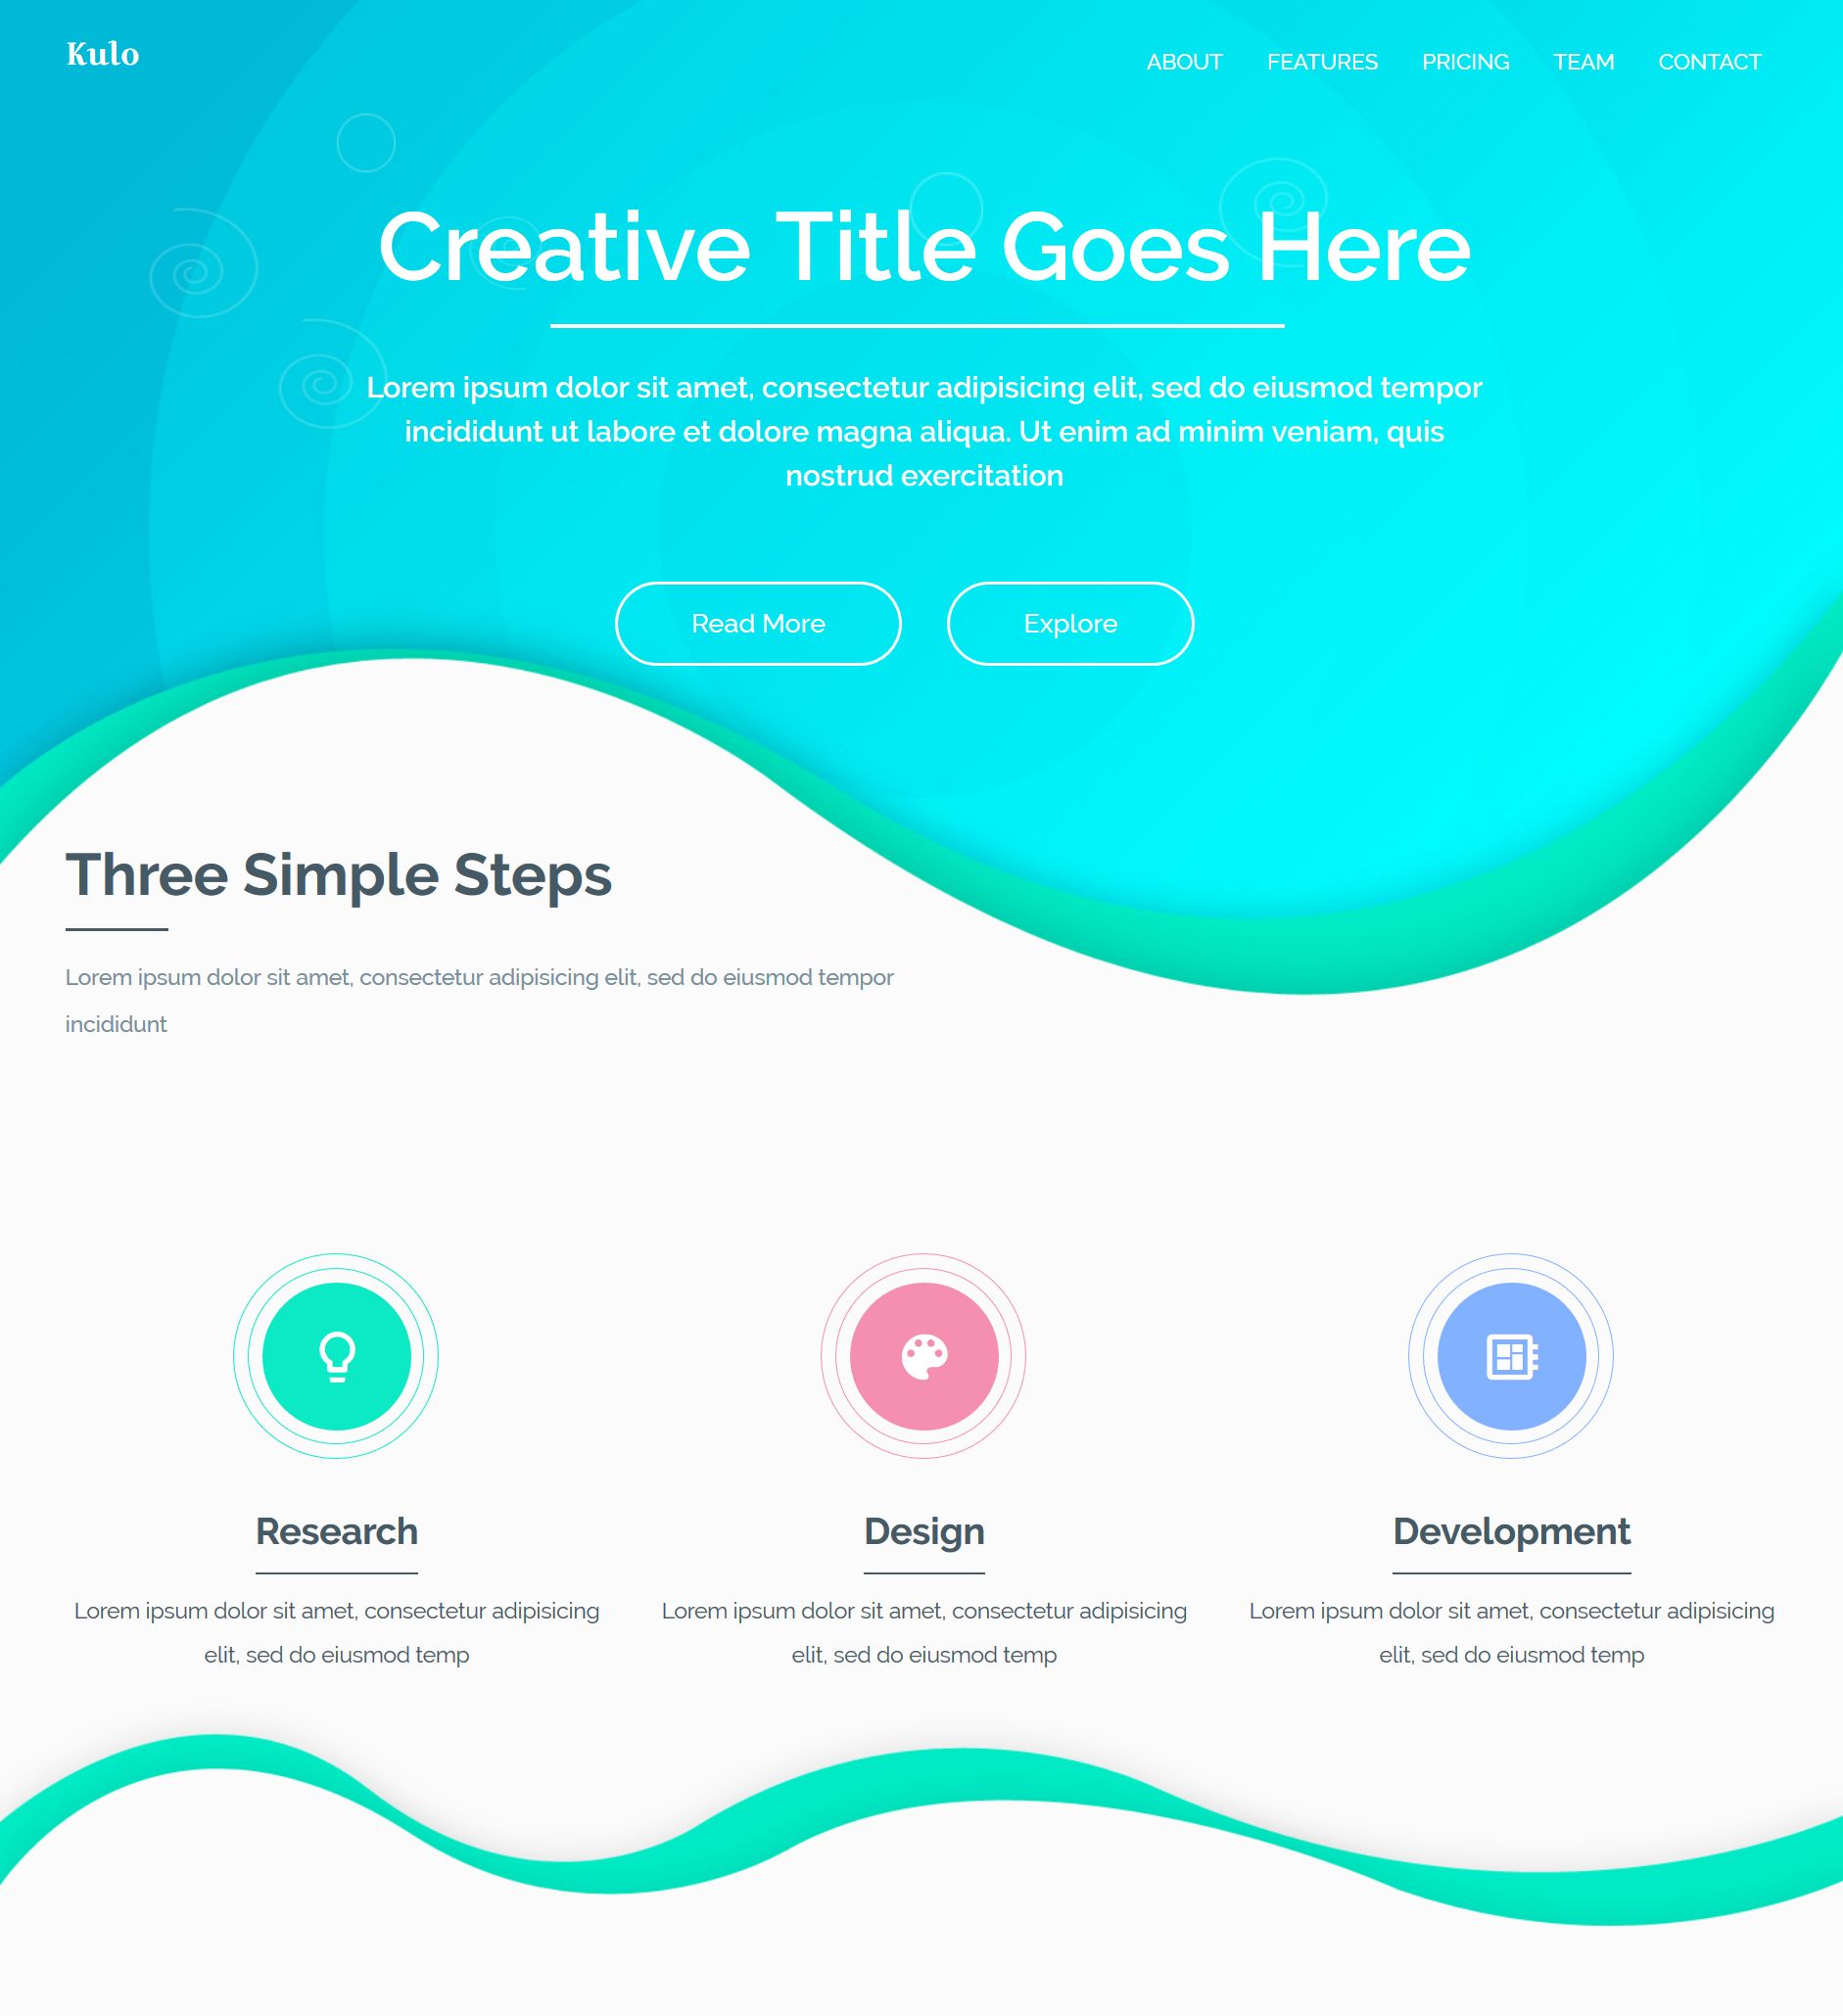 Kulo
ABOUT FEATURES PRICING TEAM CONTACT
Creative Title Goes Here
Lorem ipsum dolor sit amet, consectetur adipisicing elit, sed do eiusmod tempor
incididunt ut labore et dolore magna aliqua. Ut enim ad minim veniam, quis
nostrud exercitation
Read More
Explore
Three Simple Steps
Lorem ipsum dolor sit amet, consectetur adipisicing elit, sed do eiusmod tempor
incididunt
Research
Lorem ipsum dolor sit amet, consectetur adipisicing
elit, sed do eiusmod temp
Design
Lorem ipsum dolor sit amet, consectetur adipisicing
elit, sed do eiusmod temp
Development
Lorem ipsum dolor sit amet, consectetur adipisicing
elit, sed do eiusmod temp